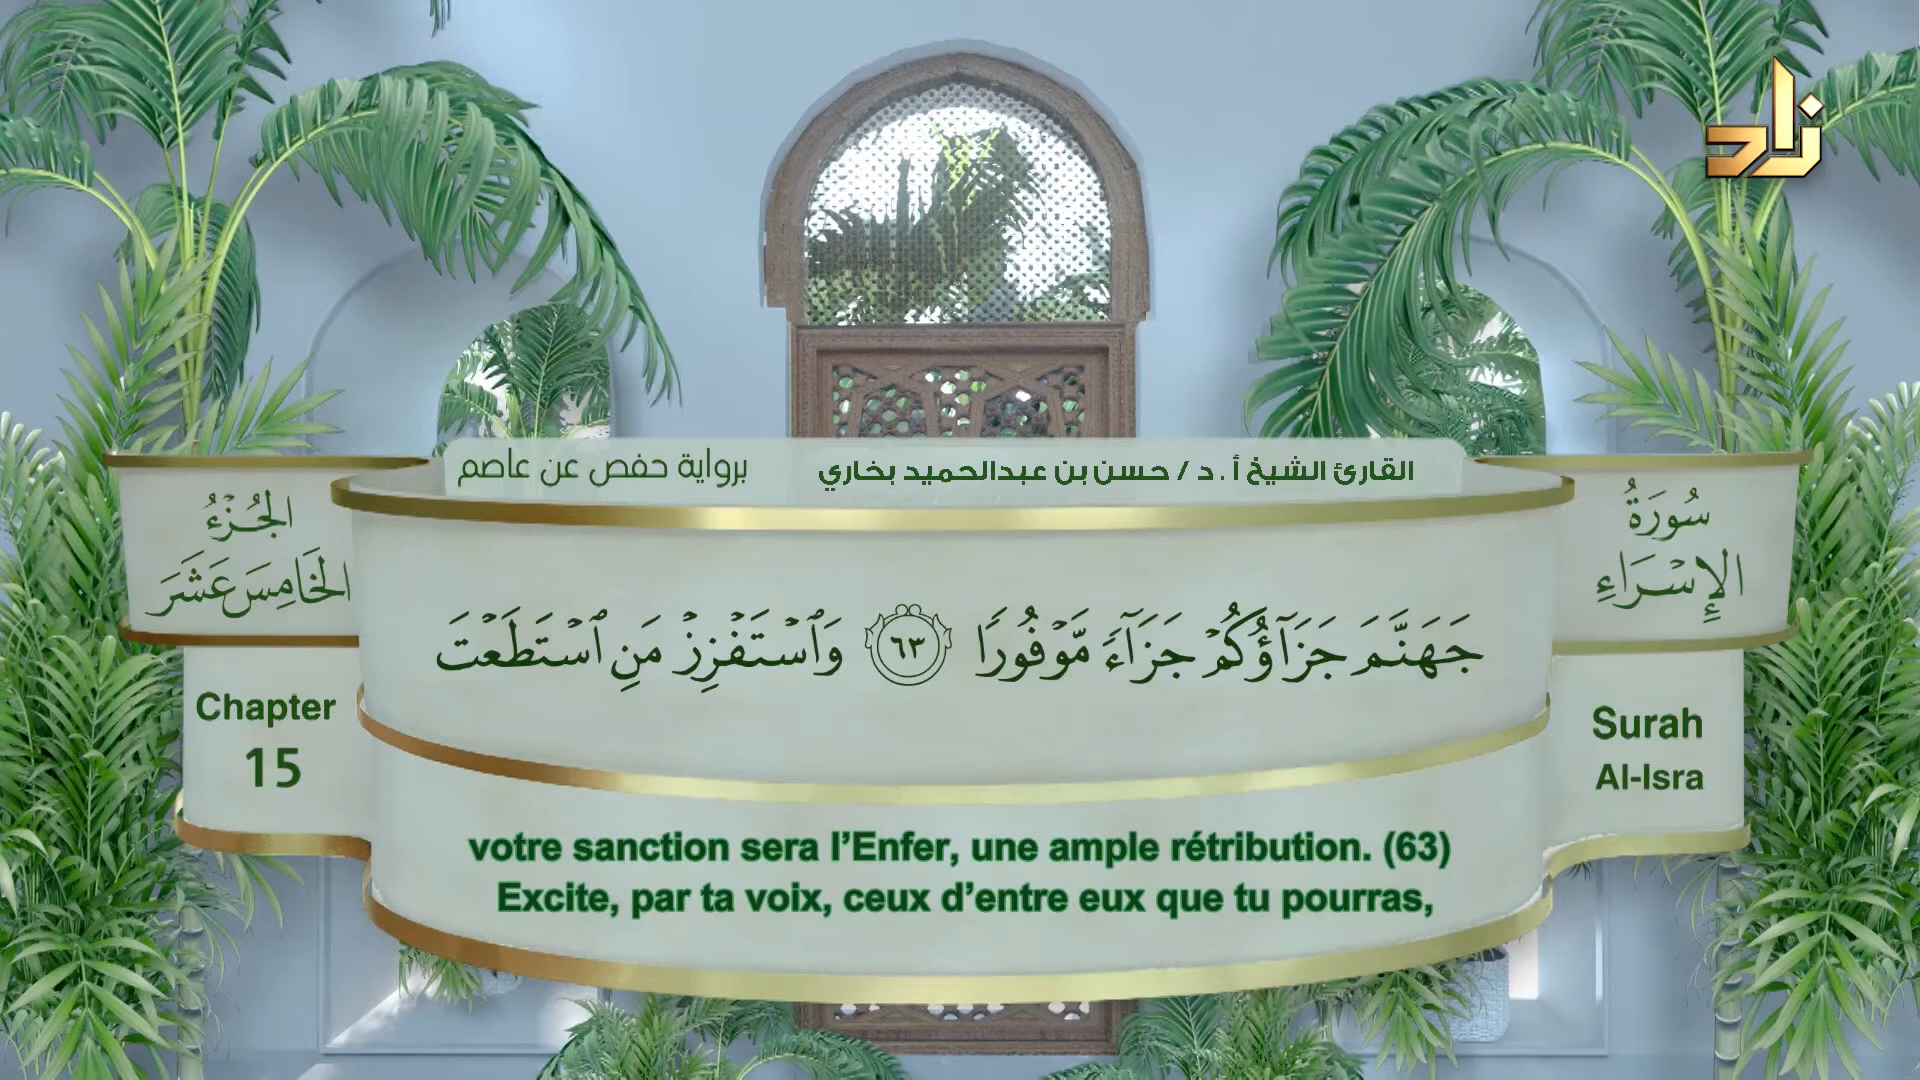 زاد
القارئ الشيخ أ . د / حسن بن عبدالحميد بخاري
برواية حفص عن عاصم
سُورَةُ
الإِسْرَاءِ
الجُزْءُ
الخَامِسَ عَشَرَ
جَهَنَّمَ جَزَآؤُكُمْ جَزَآءً مَّوْفُورًا ٦٣ وَٱسْتَفْزِزْ مَنِ ٱسْتَطَعْتَ
Chapter
15
Surah
Al-Isra
votre sanction sera l’Enfer, une ample rétribution. (63)
Excite, par ta voix, ceux d’entre eux que tu pourras,